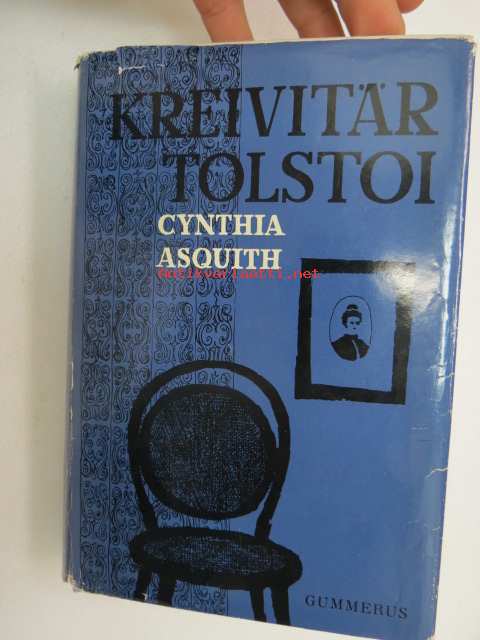 KREIVITÄR
TOLSTOI
CYNTHIA
ASQUITH
antikvariaatti.net
GUMMERUS